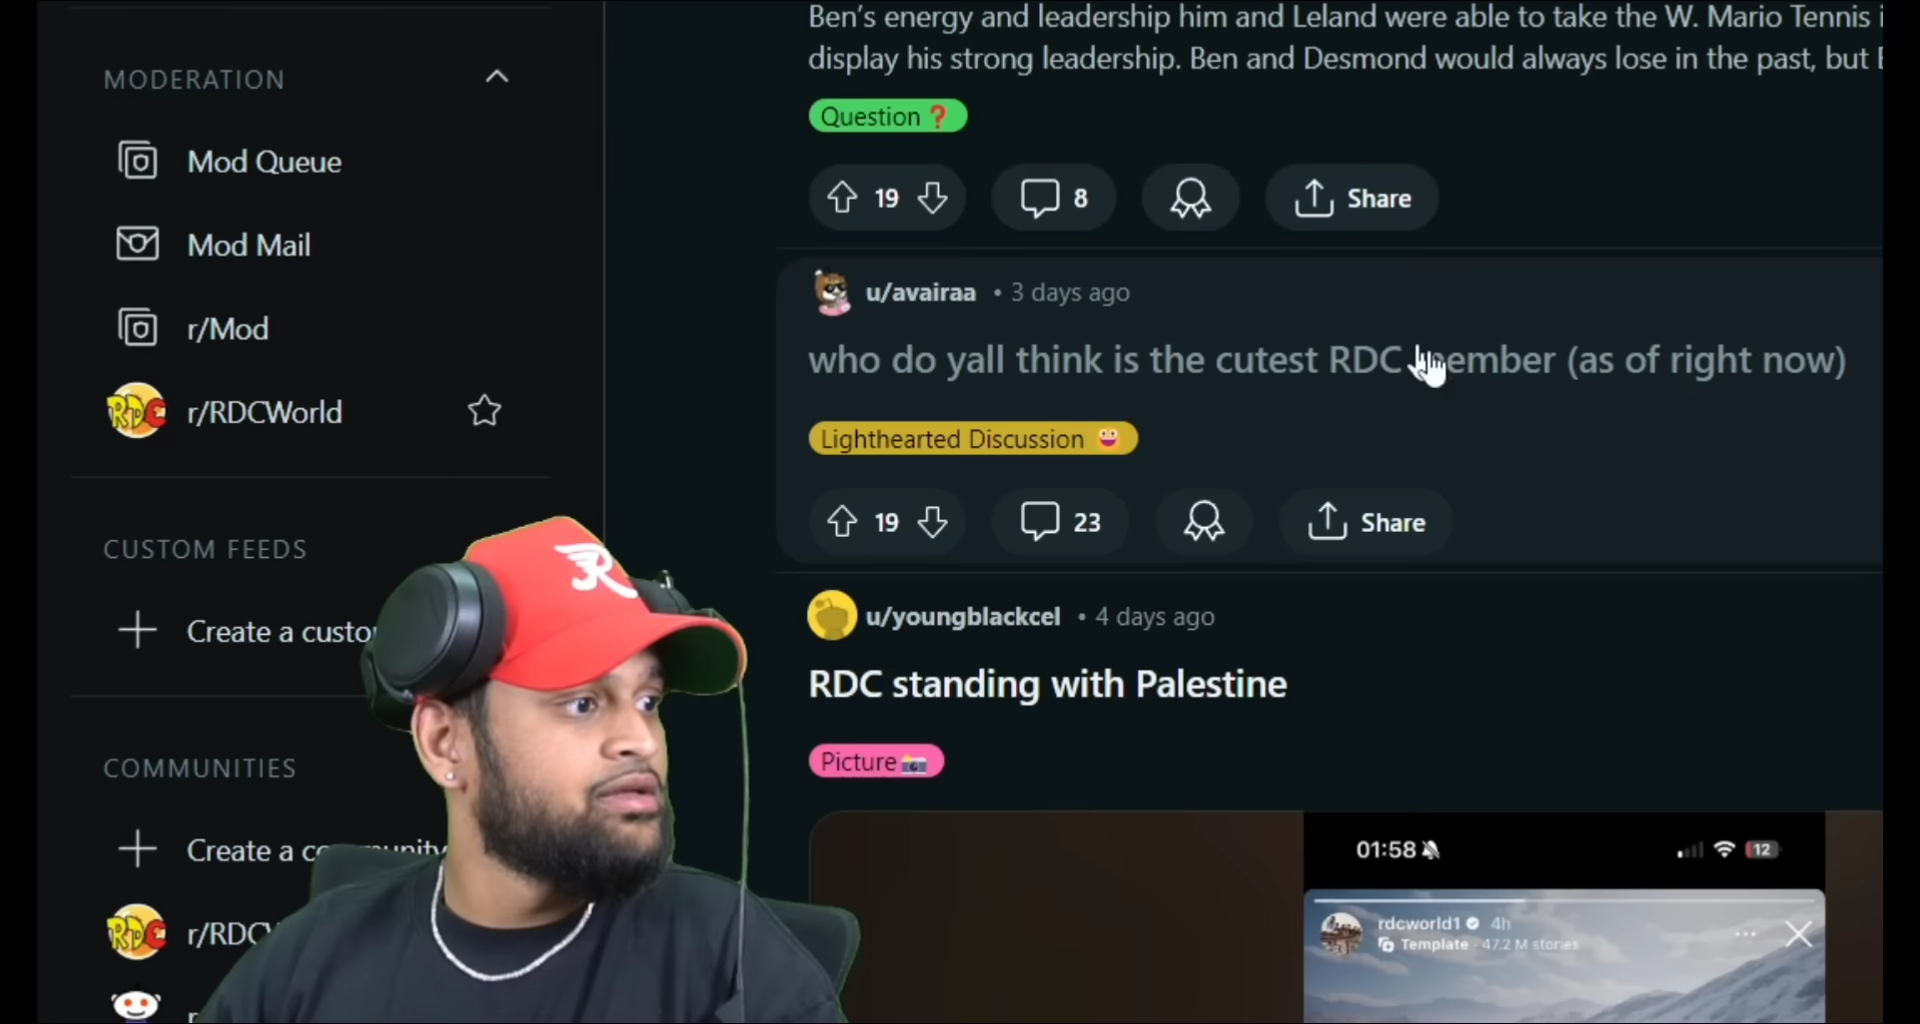 MODERATION
Mod Queue
Mod Mail
r/Mod
RDC
r/RDCWorld
CUSTOM FEEDS
Create a
COMMUNITIES
Create a
RDC
Ben's energy and leadership him and Leland were able to take the W. Mario Tennis
display his strong leadership. Ben and Desmond would always lose in the past, but
Question ❓
19
8
Share
u/avairaa • 3 days ago
who do yall think is the cutest RDC (as of right now)
Lighthearted Discussion
19
23
Share
u/youngblackcel • 4 days ago
RDC standing with Palestine
Picture 📸
01:58
12
rdcworld1 4h
Template · 47.2 M stories
R